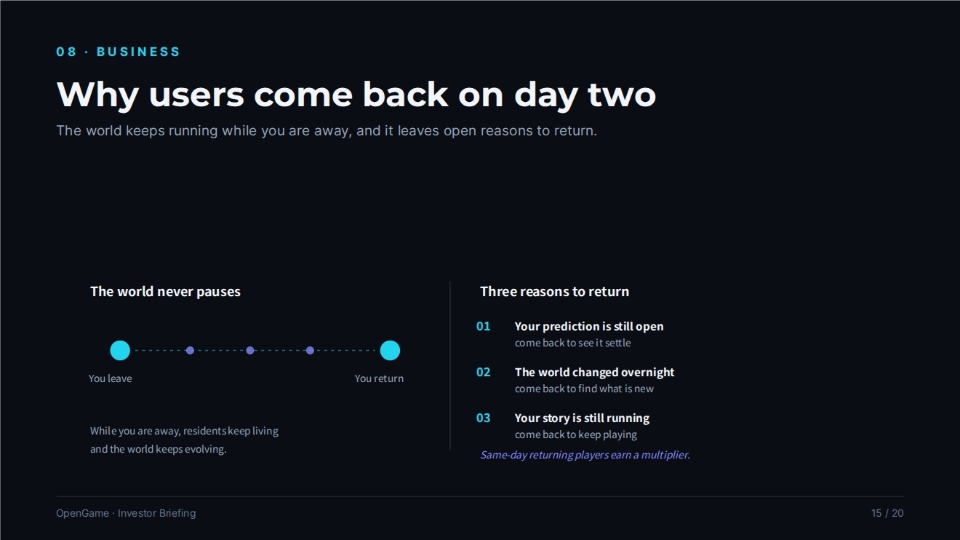 08 · BUSINESS
Why users come back on day two
The world keeps running while you are away, and it leaves open reasons to return.
The world never pauses
You leave
You return
While you are away, residents keep living
and the world keeps evolving.
Three reasons to return
01
Your prediction is still open
come back to see it settle
02
The world changed overnight
come back to find what is new
03
Your story is still running
come back to keep playing
Same-day returning players earn a multiplier.
OpenGame · Investor Briefing
15 / 20